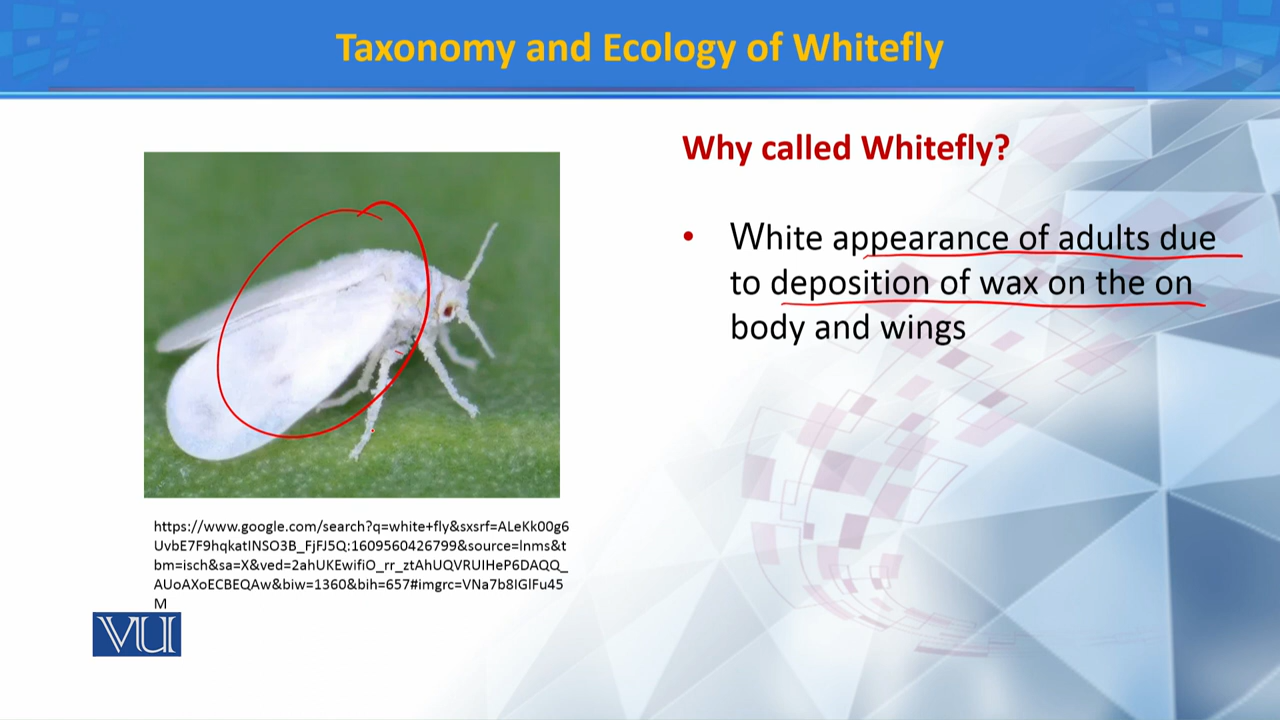 Taxonomy and Ecology of Whitefly
Why called Whitefly?
• White appearance of adults due
to deposition of wax on the on
body and wings
https://www.google.com/search?q=white+fly&sxsrf=ALeKk00g6
UvbE7F9hqkatINSO3B_FjFJ5Q:1609560426799&source=lnms&t
bm=isch&sa=X&ved=2ahUKEwifiO_rr_ztAhUQVRUIHeP6DAQQ_
AUoAXoECBEQAw&biw=1360&bih=657#imgrc=VNa7b8IGlFu45
M
VU